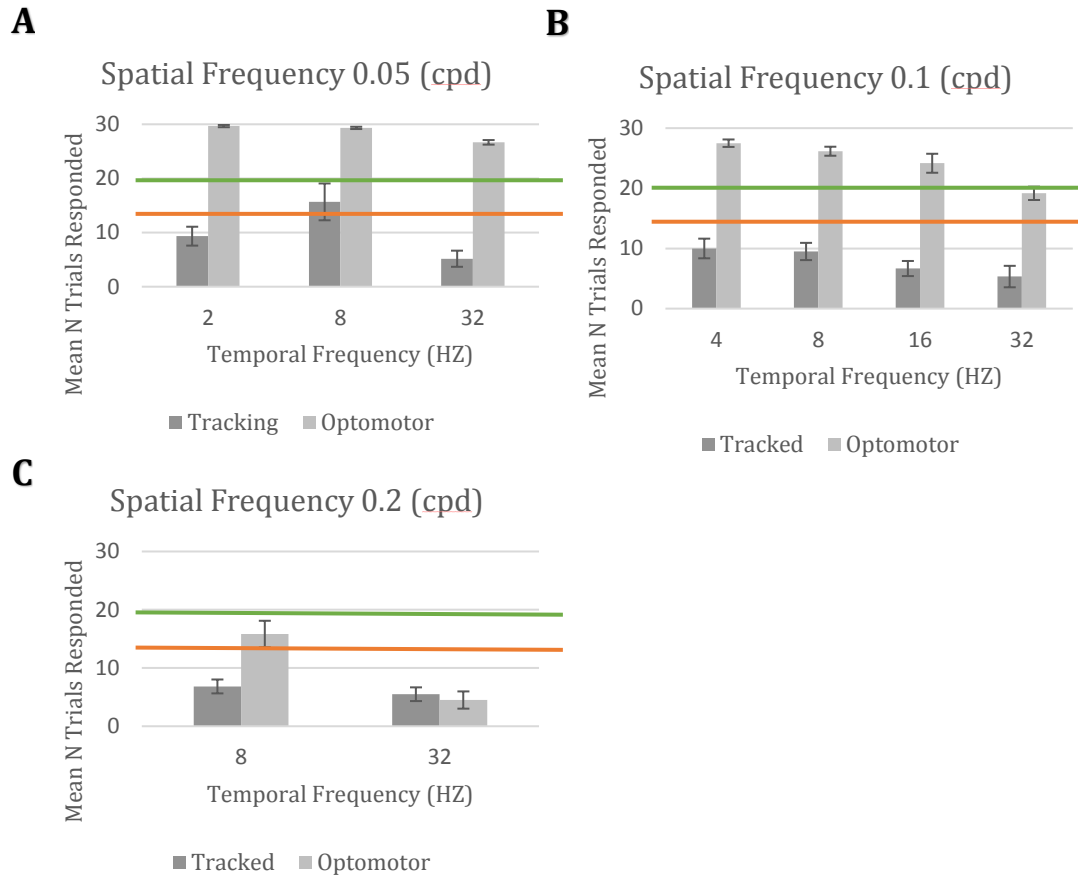 A
Spatial Frequency 0.05 (cpd)
Mean N Trials Responded
30
20
10
0
2 8 32
Temporal Frequency (HZ)
Tracking Optomotor
B
Spatial Frequency 0.1 (cpd)
Mean N Trials Responded
30
20
10
0
4 8 16 32
Temporal Frequency (HZ)
Tracked Optomotor
C
Spatial Frequency 0.2 (cpd)
Mean N Trials Responded
30
20
10
0
8 32
Temporal Frequency (HZ)
Tracked Optomotor